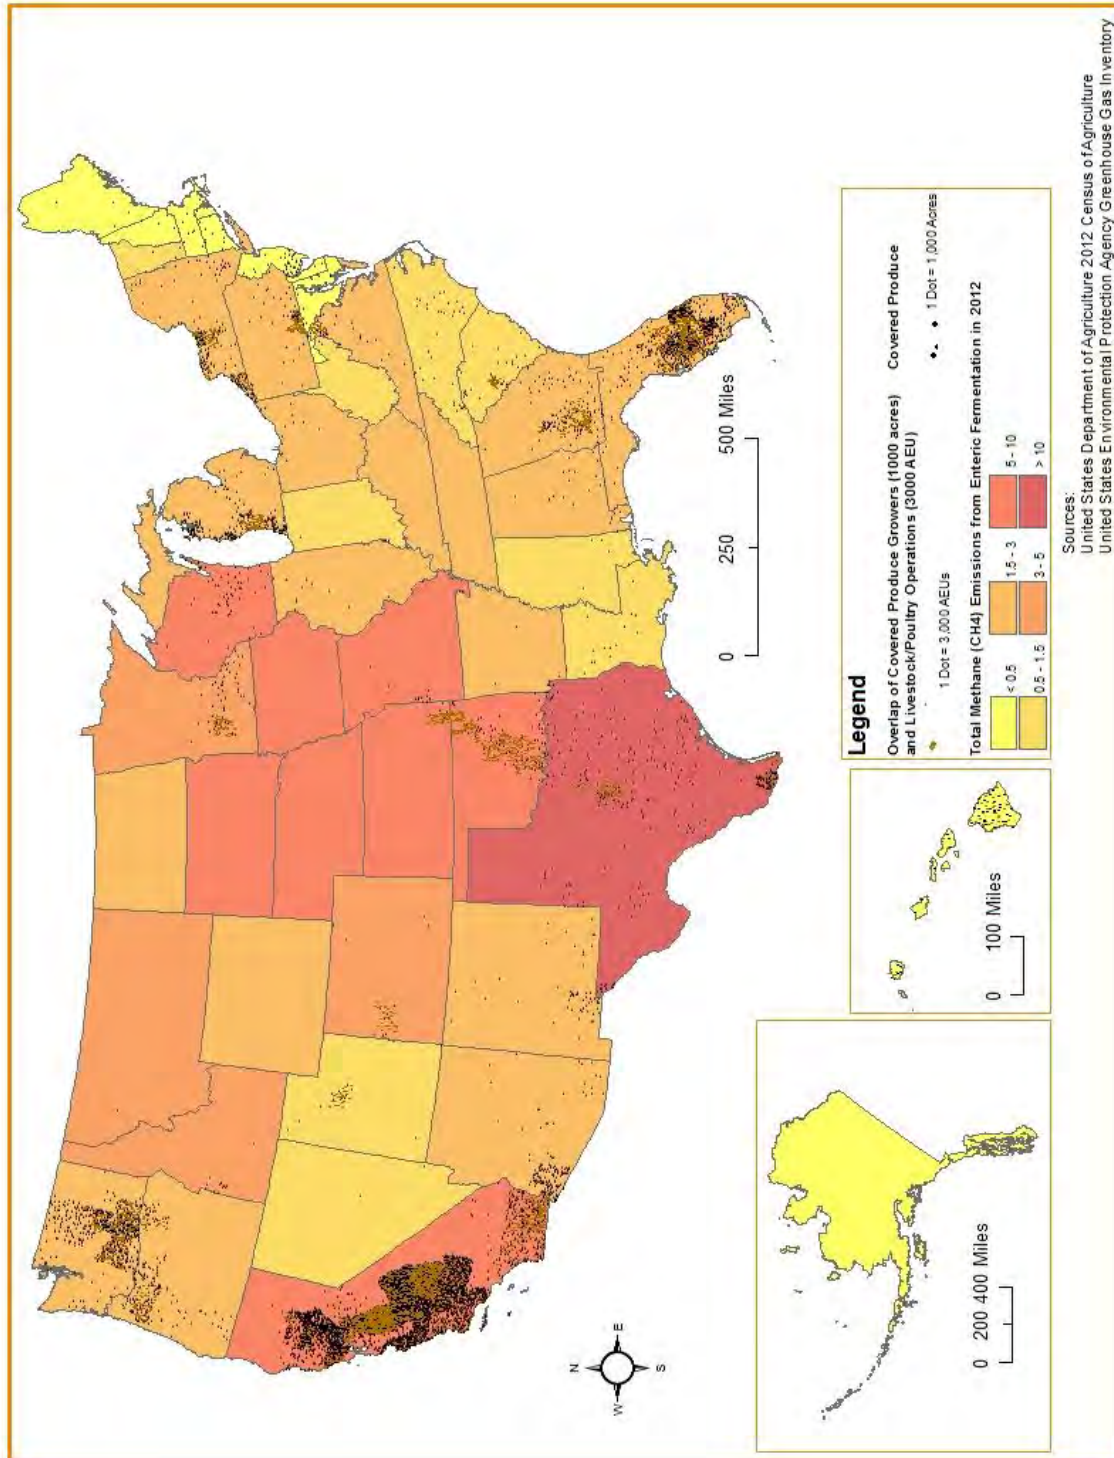 N
W
E
S
0 250 500 Miles
0 200 400 Miles
0 100 Miles
Legend
Overlap of Covered Produce Growers (1000 acres)
and Livestock/Poultry Operations (3000 AEU)
1 Dot = 3,000 AEUs
Covered Produce
1 Dot = 1,000 Acres
Total Methane (CH4) Emissions from Enteric Fermentation in 2012
< 0.5
1.5 - 3
5 - 10
0.5 - 1.5
3 - 5
> 10
Sources:
United States Department of Agriculture 2012 Census of Agriculture
United States Environmental Protection Agency Greenhouse Gas Inventory